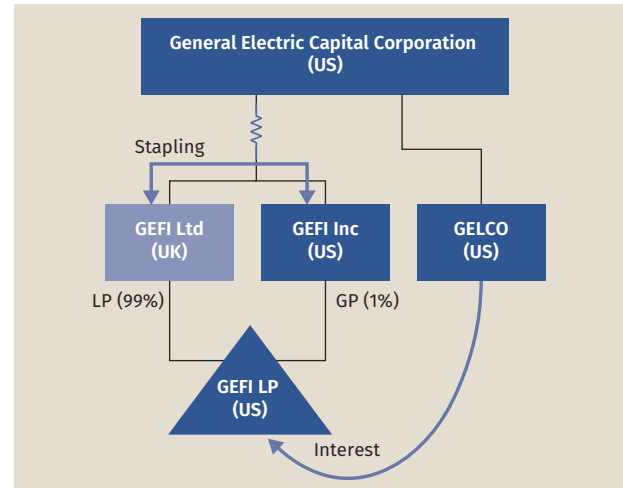 General Electric Capital Corporation
(US)
Stapling
GEFI Ltd
(UK)
GEFI Inc
(US)
GELCO
(US)
LP (99%)
GP (1%)
GEFI LP
(US)
Interest